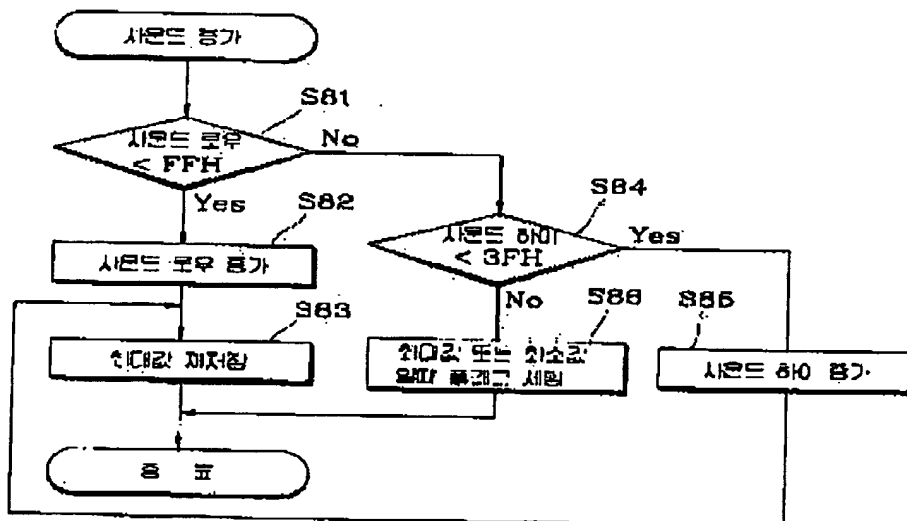 사운드 증가
S81
사운드 로우
< FFH
No
Yes
S82
사운드 로우 증가
S84
사운드 하이
< 3FH
Yes
No
S83
최대값 재저장
S86
최대값 또는 최소값
플래그 세팅
S85
사운드 하이 증가
종 료